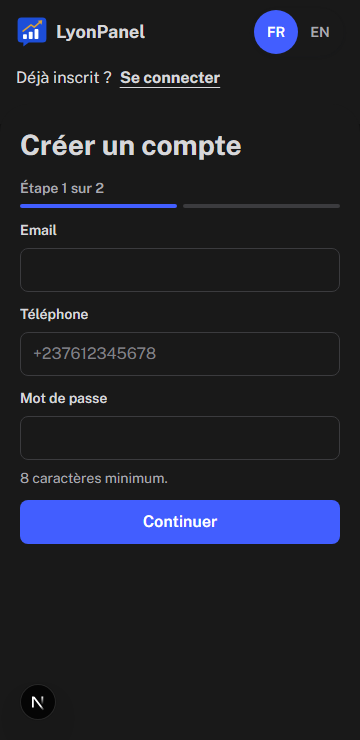 LyonPanel
FR EN
Déjà inscrit ? Se connecter
Créer un compte
Étape 1 sur 2
Email
Téléphone
+237612345678
Mot de passe
8 caractères minimum.
Continuer
N